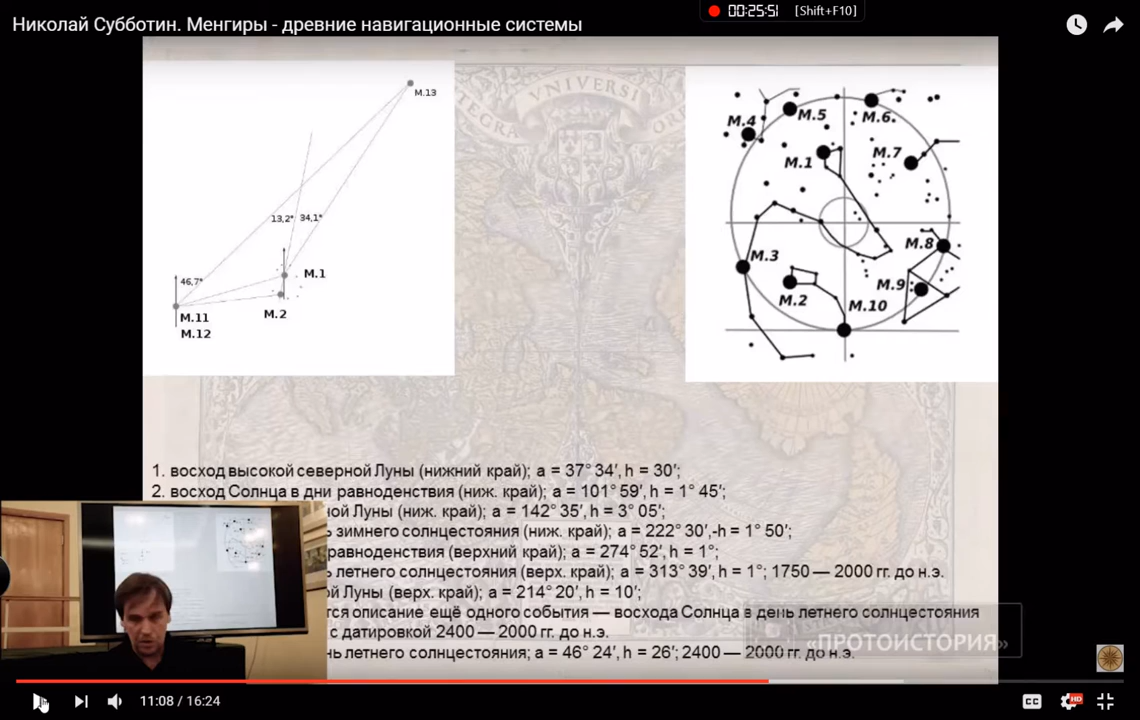 Николай Субботин. Менгиры - древние навигационные системы
00:25:51 [Shift+F10]
VNIVERSI
INTEGRA
ORB
M.13
13,2° 34,1°
46,7°
M.1
M.2
M.11
M.12
M.4
M.5
M.6
M.1
M.7
M.3
M.8
M.2
M.9
M.10
1. восход высокой северной Луны (нижний край); a = 37° 34′, h = 30′;
2. восход Солнца в дни равноденствия (ниж. край); a = 101° 59′, h = 1° 45′;
ной Луны (ниж. край); a = 142° 35′, h = 3° 05′;
ь зимнего солнцестояния (ниж. край); a = 222° 30′,-h = 1° 50′;
равноденствия (верхний край); a = 274° 52′, h = 1°;
ь летнего солнцестояния (верх. край); a = 313° 39′, h = 1°; 1750 — 2000 гг. до н.э.
ой Луны (верх. край); a = 214° 20′, h = 10′;
тся описание ещё одного события — восхода Солнца в день летнего солнцестояния
с датировкой 2400 — 2000 гг. до н.э.
нь летнего солнцестояния; a = 46° 24′, h = 26′; 2400 — 2000 гг. до н.э.
«ПРОТОИСТОРИЯ»
11:08 / 16:24
CC
HD